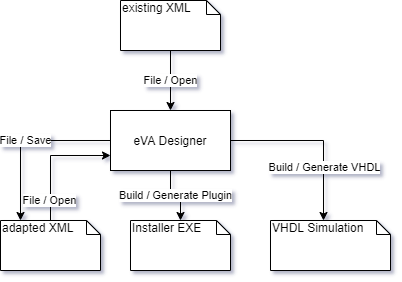 existing XML
File / Open
eVA Designer
File / Save
Build / Generate VHDL
Build / Generate Plugin
File / Open
adapted XML
Installer EXE
VHDL Simulation